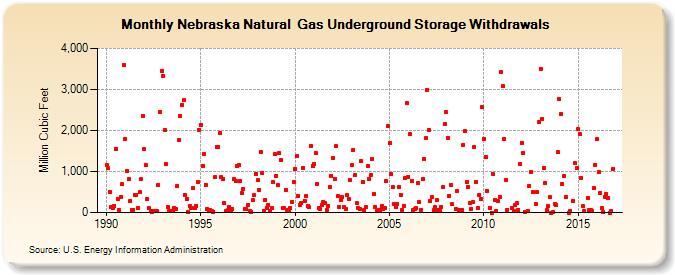 Monthly Nebraska Natural Gas Underground Storage Withdrawals
Million Cubic Feet
4,000
3,000
2,000
1,000
0
1990 1995 2000 2005 2010 2015
Source: U.S. Energy Information Administration